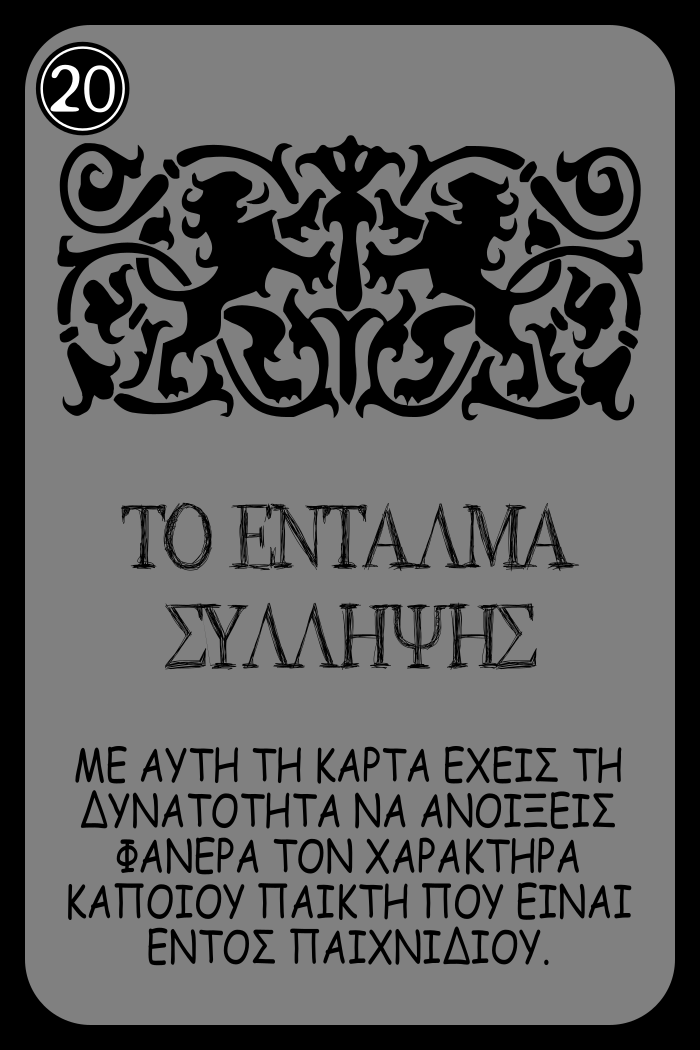 20
ΤΟ ΕΝΤΑΛΜΑ
ΣΥΛΛΗΨΗΣ
ΜΕ ΑΥΤΗ ΤΗ ΚΑΡΤΑ ΕΧΕΙΣ ΤΗ
ΔΥΝΑΤΟΤΗΤΑ ΝΑ ΑΝΟΙΞΕΙΣ
ΦΑΝΕΡΑ ΤΟΝ ΧΑΡΑΚΤΗΡΑ
ΚΑΠΟΙΟΥ ΠΑΙΚΤΗ ΠΟΥ ΕΙΝΑΙ
ΕΝΤΟΣ ΠΑΙΧΝΙΔΙΟΥ.